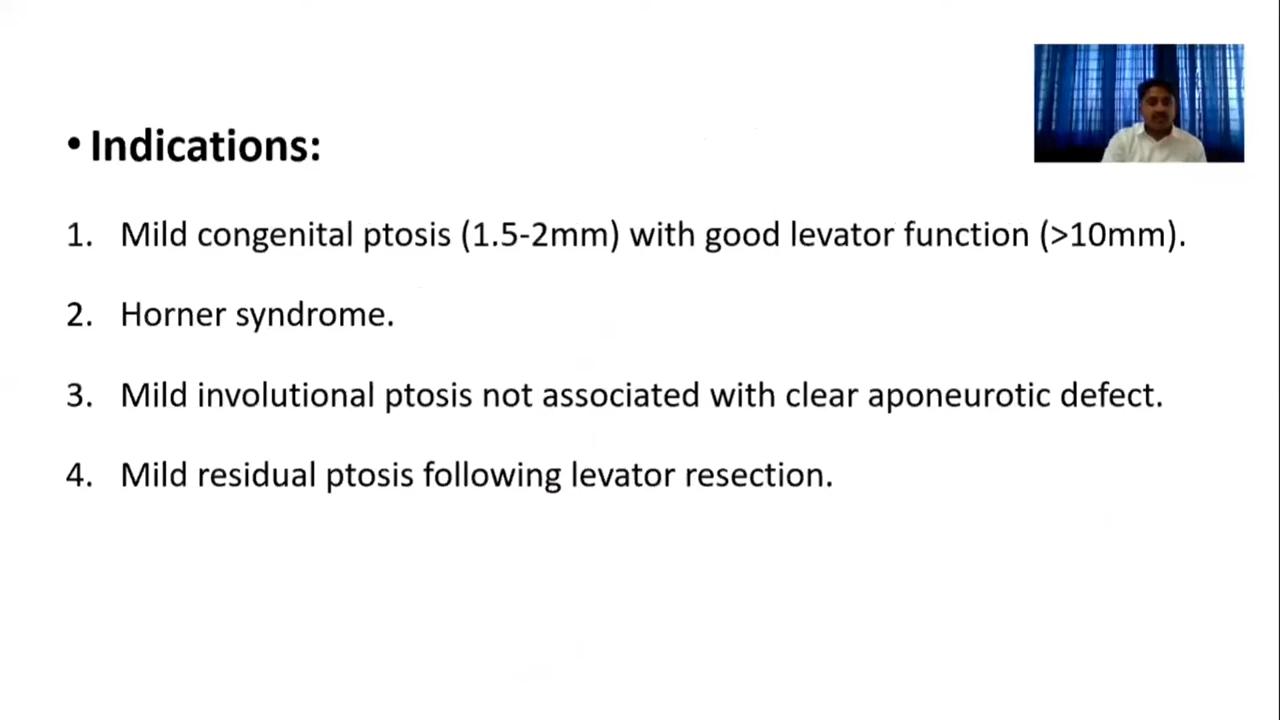 • Indications:
1. Mild congenital ptosis (1.5-2mm) with good levator function (>10mm).
2. Horner syndrome.
3. Mild involutional ptosis not associated with clear aponeurotic defect.
4. Mild residual ptosis following levator resection.